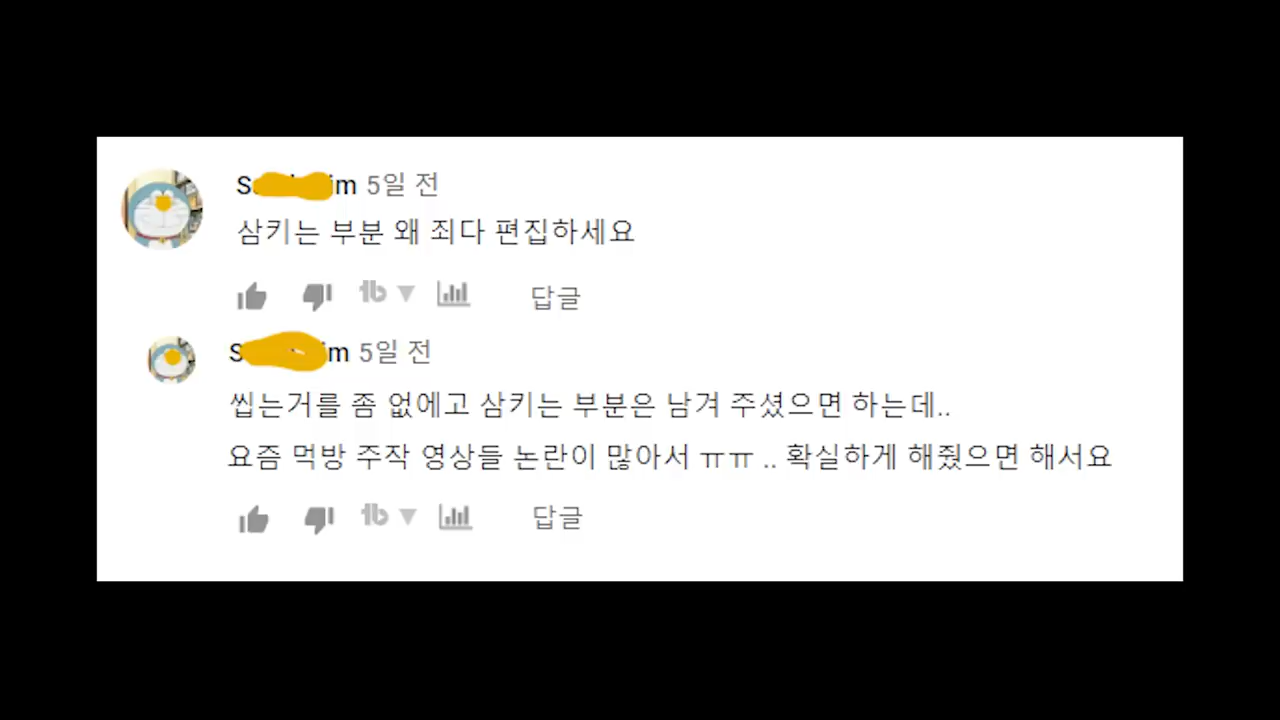 S im 5일 전
삼키는 부분 왜 죄다 편집하세요
답글
S im 5일 전
씹는거를 좀 없에고 삼키는 부분은 남겨 주셨으면 하는데..
요즘 먹방 주작 영상들 논란이 많아서 ㅠㅠ .. 확실하게 해줬으면 해서요
답글